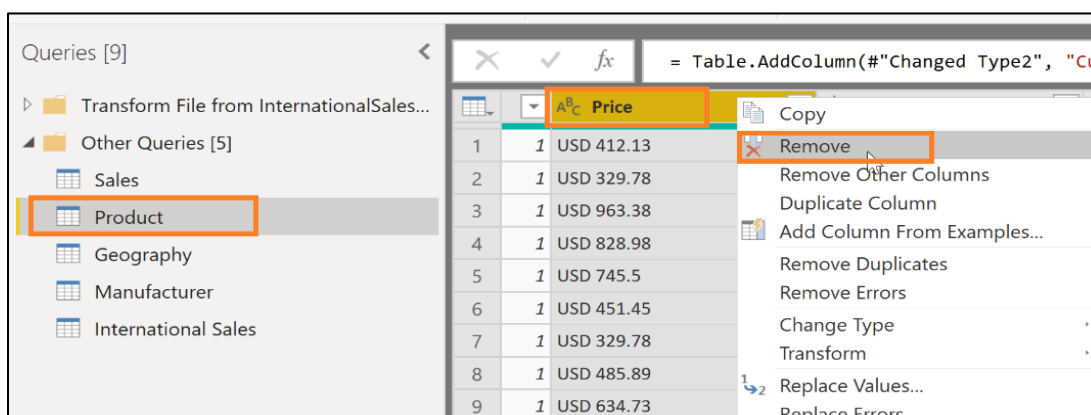 Queries [9]
Transform File from InternationalSales...
Other Queries [5]
Sales
Product
Geography
Manufacturer
International Sales
fx
= Table.AddColumn(#"Changed Type2", "Cu
ABC Price
1 1 USD 412.13
2 1 USD 329.78
3 1 USD 963.38
4 1 USD 828.98
5 1 USD 745.5
6 1 USD 451.45
7 1 USD 329.78
8 1 USD 485.89
9 1 USD 634.73
Copy
Remove
Remove Other Columns
Duplicate Column
Add Column From Examples...
Remove Duplicates
Remove Errors
Change Type
Transform
Replace Values...
Replace Errors